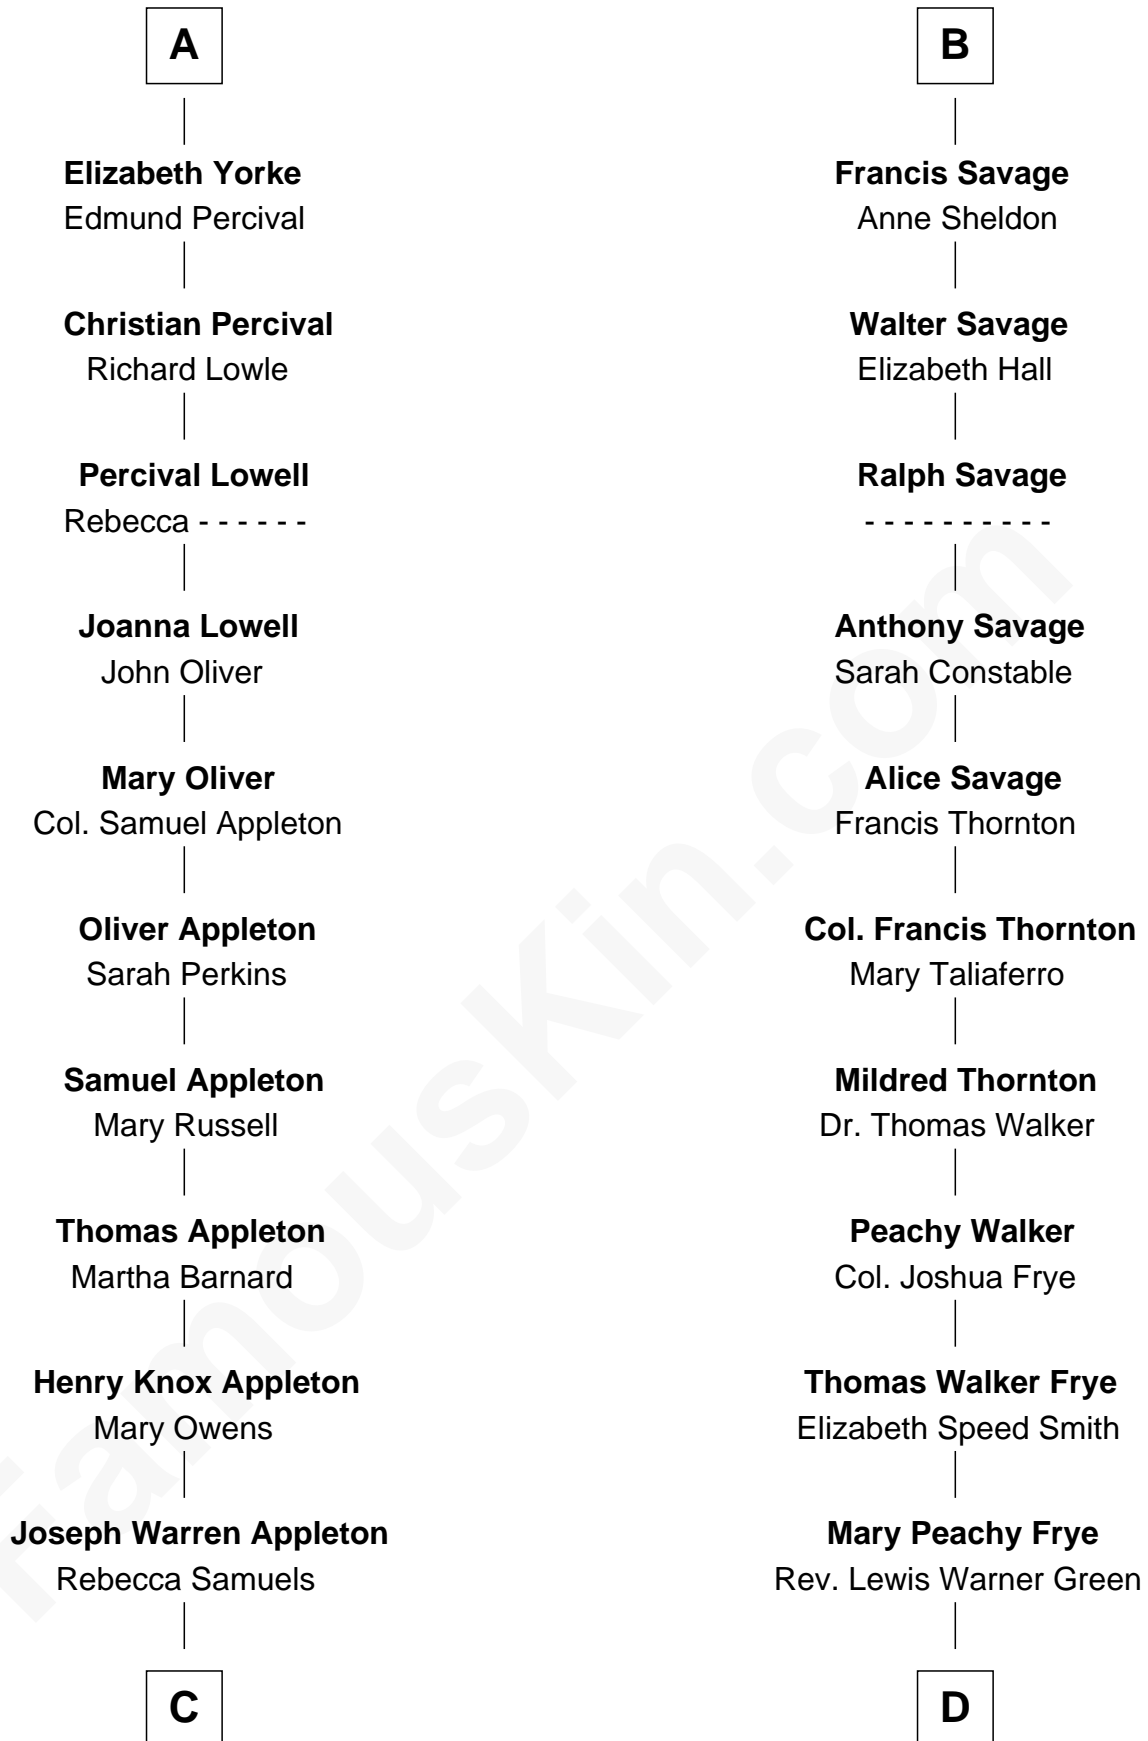 A
Elizabeth Yorke
Edmund Percival
Christian Percival
Richard Lowle
Percival Lowell
Rebecca - - - - - -
Joanna Lowell
John Oliver
Mary Oliver
Col. Samuel Appleton
Oliver Appleton
Sarah Perkins
Samuel Appleton
Mary Russell
Thomas Appleton
Martha Barnard
Henry Knox Appleton
Mary Owens
Joseph Warren Appleton
Rebecca Samuels
C
B
Francis Savage
Anne Sheldon
Walter Savage
Elizabeth Hall
Ralph Savage
- - - - - - - - - -
Anthony Savage
Sarah Constable
Alice Savage
Francis Thornton
Col. Francis Thornton
Mary Taliaferro
Mildred Thornton
Dr. Thomas Walker
Peachy Walker
Col. Joshua Frye
Thomas Walker Frye
Elizabeth Speed Smith
Mary Peachy Frye
Rev. Lewis Warner Green
D
FamousKin.com